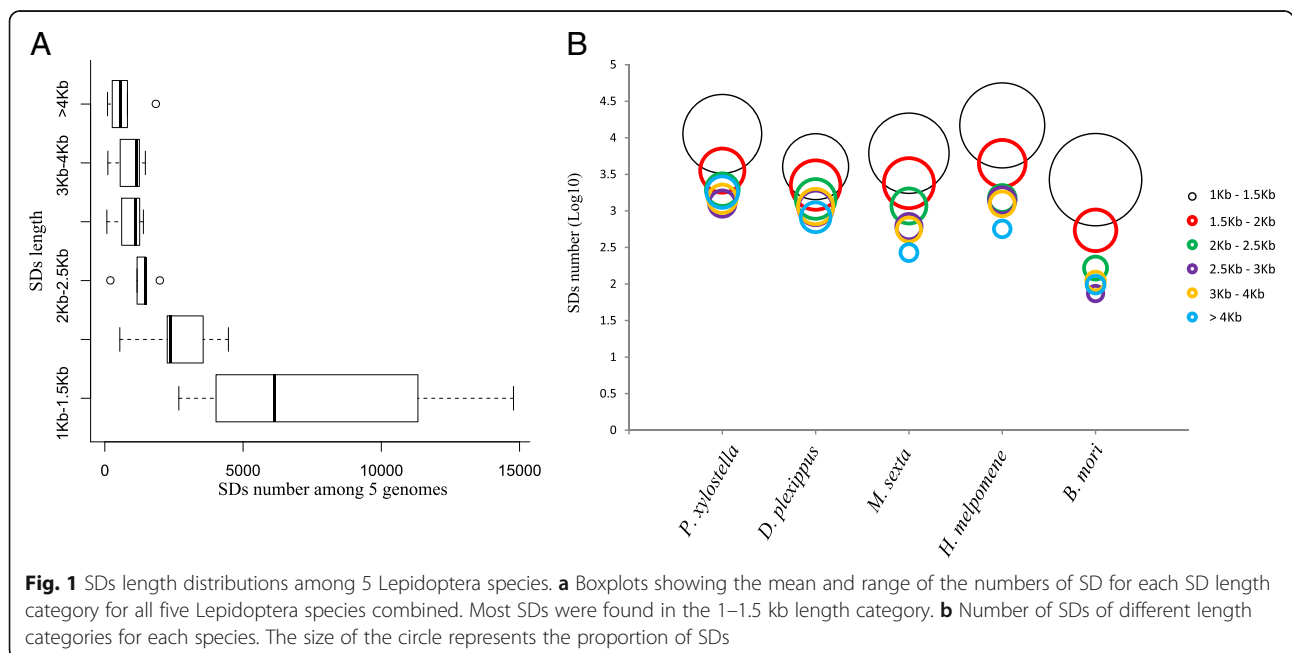 A
B
>4Kb
3Kb-4Kb
2Kb-2.5Kb
1Kb-1.5Kb
SDs length
0
5000
10000
15000
SDs number among 5 genomes
5
4.5
4
3.5
3
2.5
2
1.5
1
0.5
0
SDs number (Log10)
P. xylostella
D. plexippus
M. sexta
H. melpomene
B. mori
1Kb - 1.5Kb
1.5Kb - 2Kb
2Kb - 2.5Kb
2.5Kb - 3Kb
3Kb - 4Kb
> 4Kb
Fig. 1 SDs length distributions among 5 Lepidoptera species. a Boxplots showing the mean and range of the numbers of SD for each SD length
category for all five Lepidoptera species combined. Most SDs were found in the 1–1.5 kb length category. b Number of SDs of different length
categories for each species. The size of the circle represents the proportion of SDs